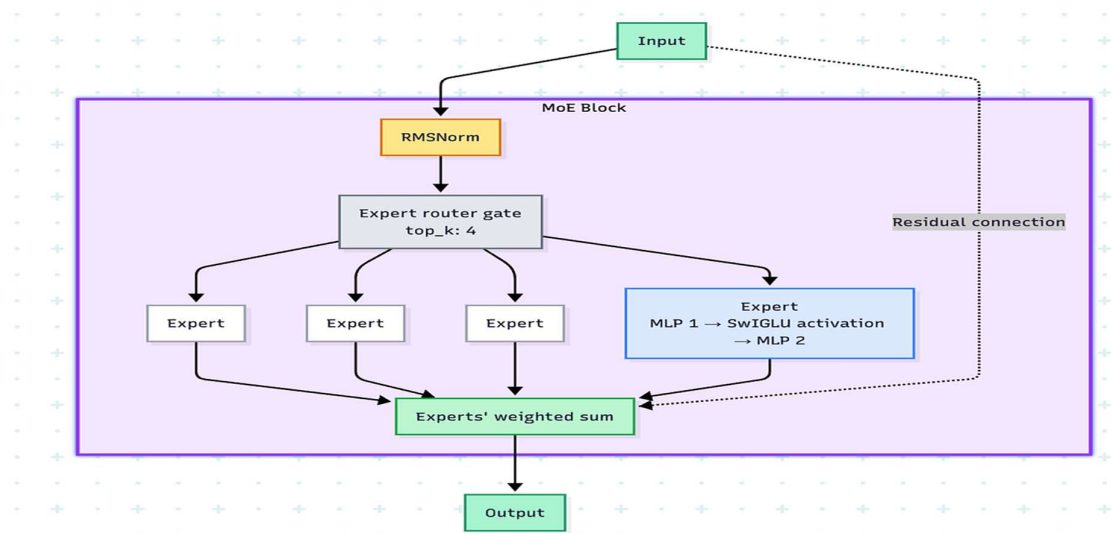 Input
MoE Block
RMSNorm
Expert router gate
top_k: 4
Residual connection
Expert
Expert
Expert
Expert
MLP 1 → SwIGLU activation
→ MLP 2
Experts' weighted sum
Output